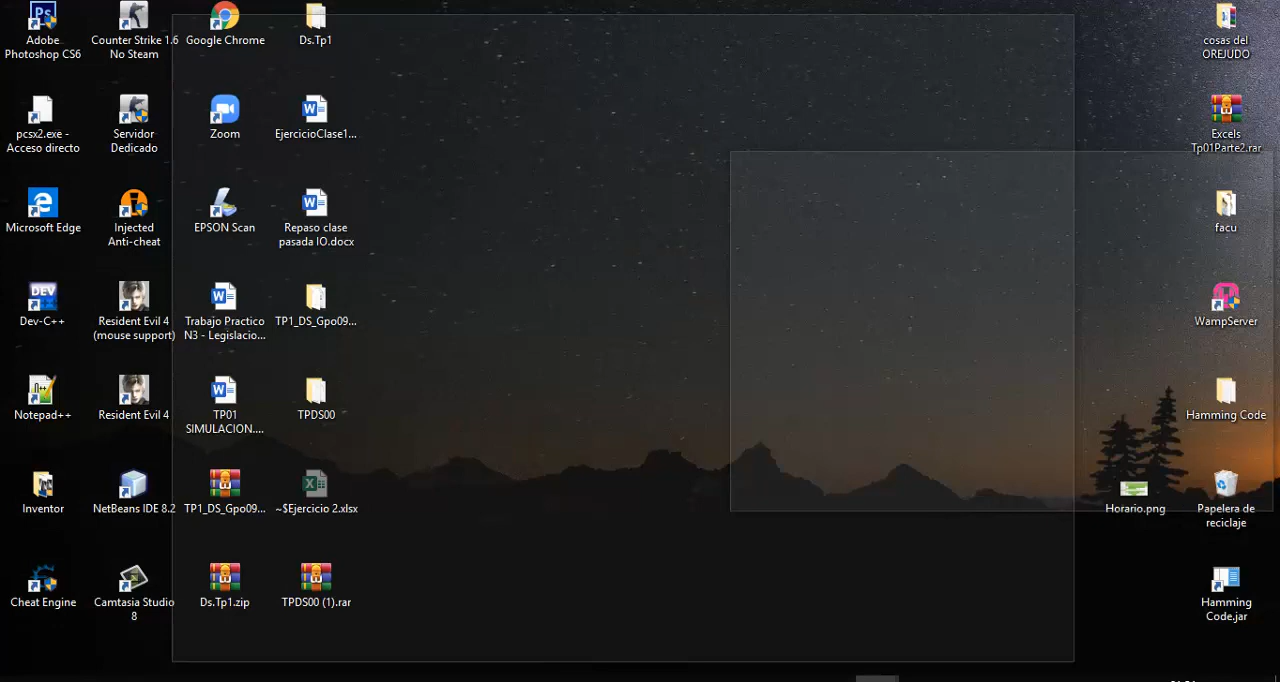 Adobe
Photoshop CS6
Counter Strike 1.6
No Steam
Google Chrome
Ds.Tp1
cosas del
OREJUDO
pcsx2.exe -
Acceso directo
Servidor
Dedicado
Zoom
EjercicioClase1...
Excels
Tp01Parte2.rar
Microsoft Edge
Injected
Anti-cheat
EPSON Scan
Repaso clase
pasada IO.docx
facu
Dev-C++
Resident Evil 4
(mouse support)
Trabajo Practico
N3 - Legislacio...
TP1_DS_Gpo09...
WampServer
Notepad++
Resident Evil 4
TP01
SIMULACION....
TPDS00
Hamming Code
Inventor
NetBeans IDE 8.2
TP1_DS_Gpo09...
~$Ejercicio 2.xlsx
Horario.png
Papelera de
reciclaje
Cheat Engine
Camtasia Studio
8
Ds.Tp1.zip
TPDS00 (1).rar
Hamming
Code.jar